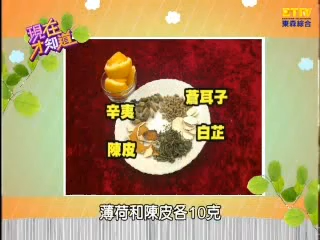 現在
才知道
ETTV
東森綜合
蒼耳子
辛夷
白芷
陳皮
薄荷和陳皮各10克